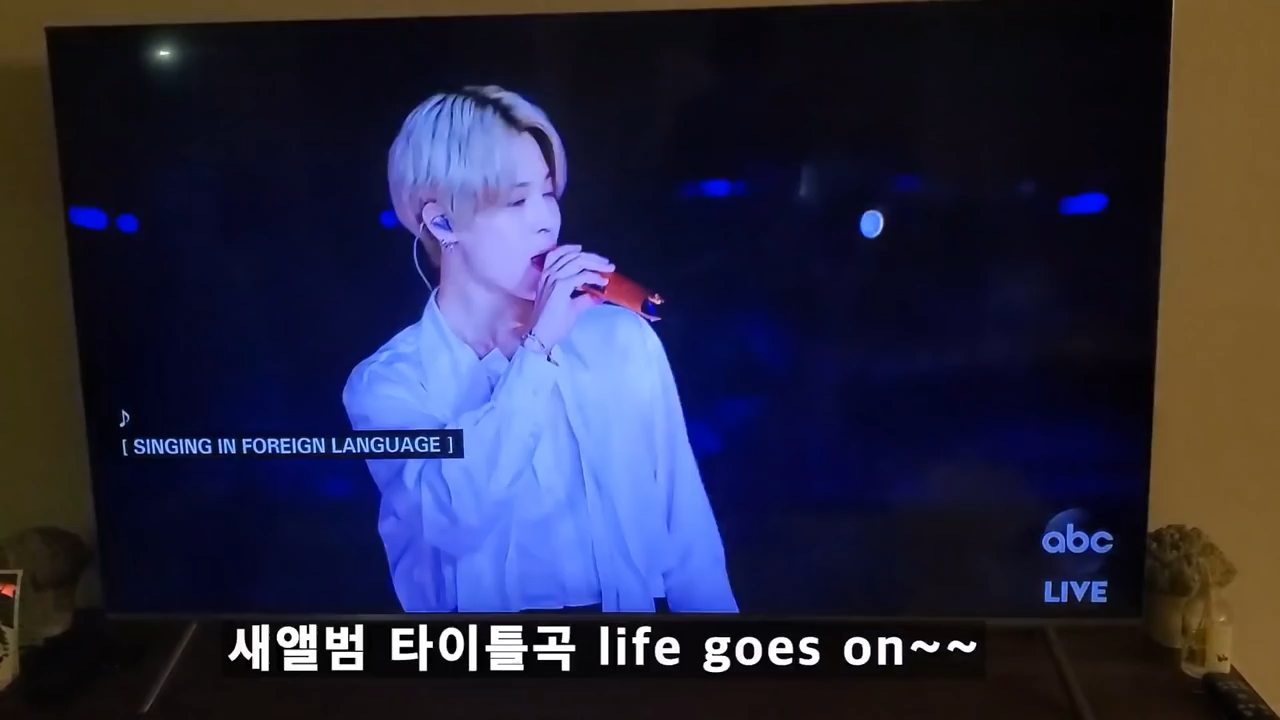 ♪
[ SINGING IN FOREIGN LANGUAGE ]
abc
LIVE
새앨범 타이틀곡 life goes on~~